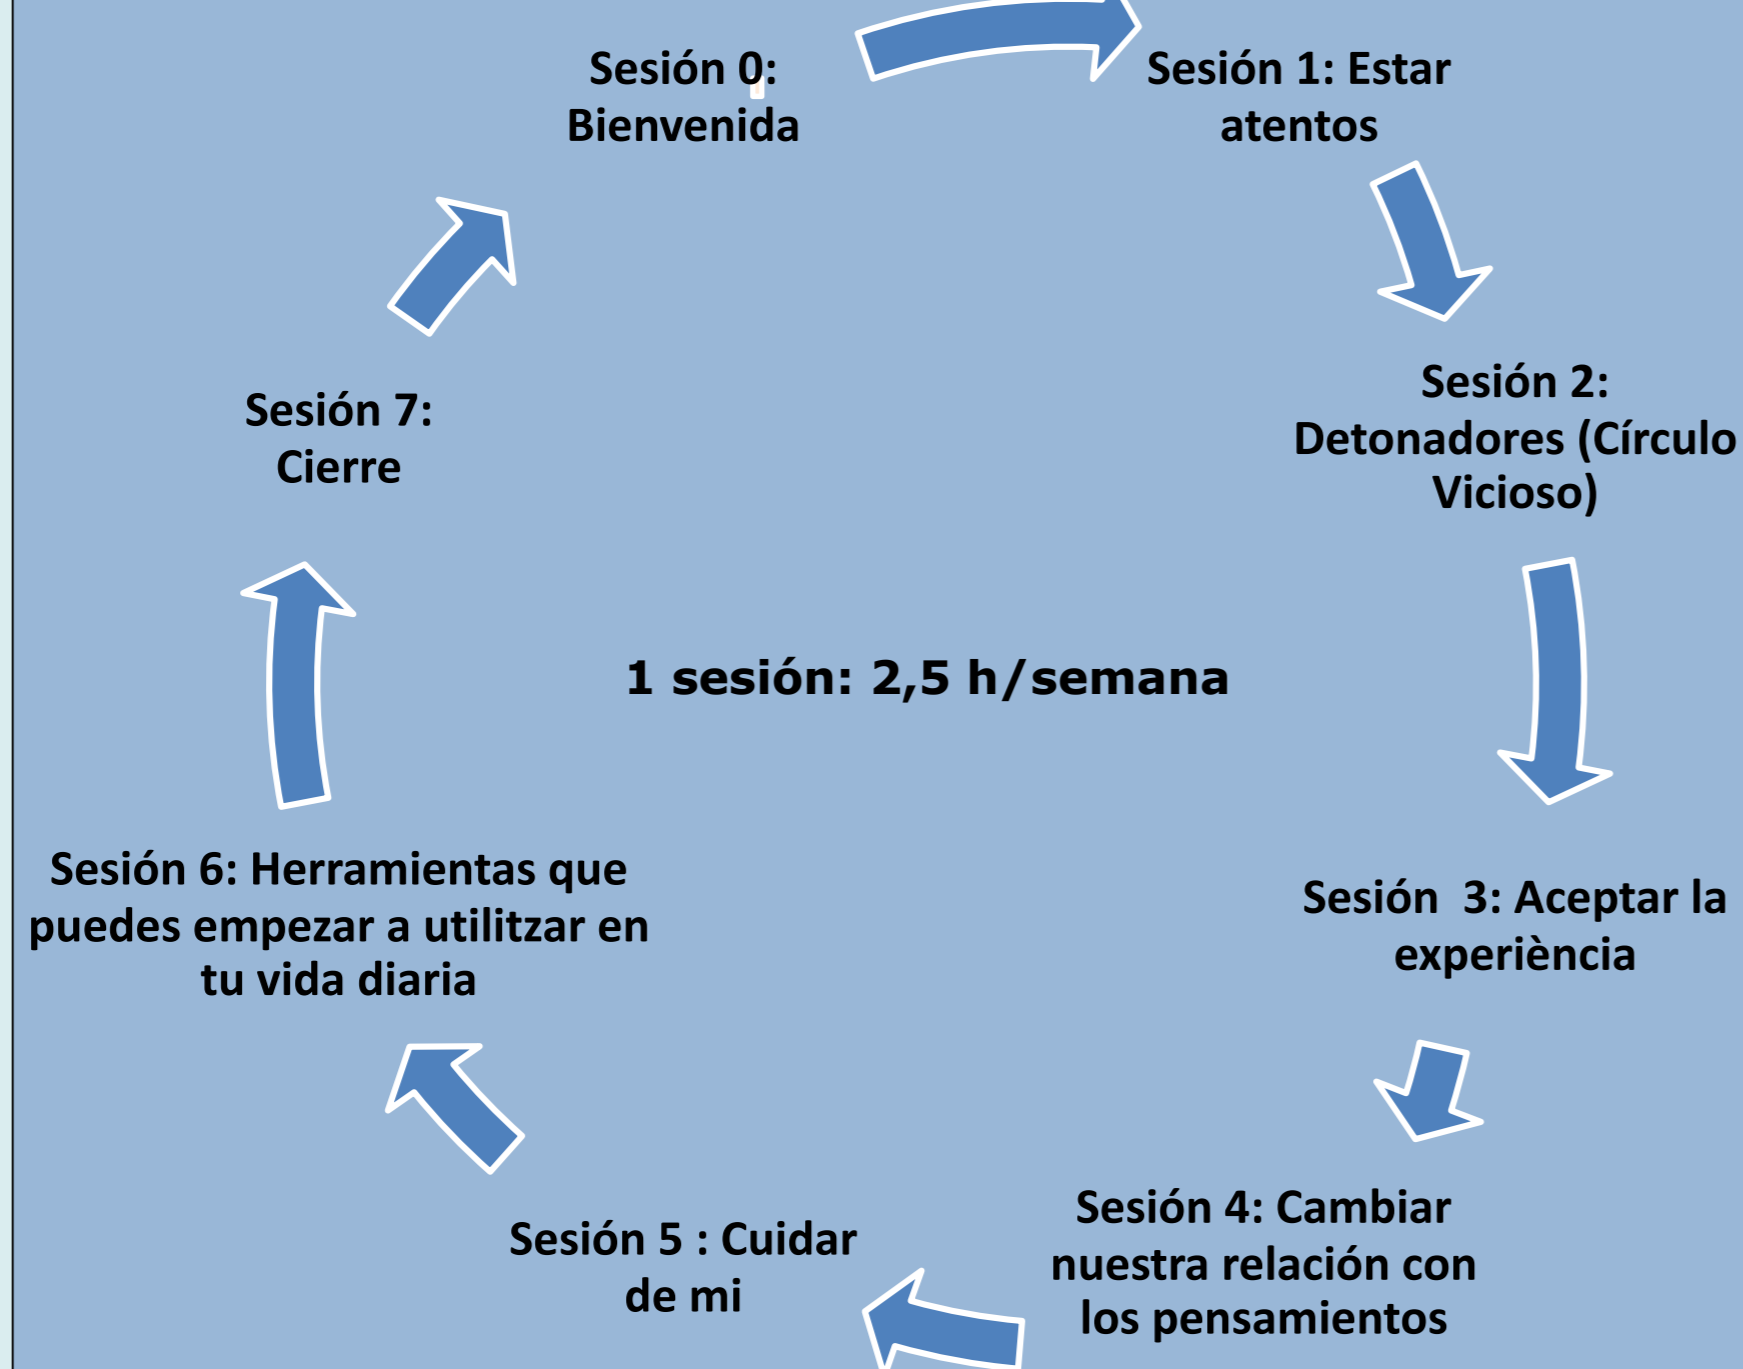 Sesión 0:
Bienvenida
Sesión 1: Estar
atentos
Sesión 2:
Detonadores (Círculo
Vicioso)
Sesión  3: Aceptar la
experiència
Sesión 4: Cambiar
nuestra relación con
los pensamientos
Sesión 5 : Cuidar
de mi
Sesión 6: Herramientas que
puedes empezar a utilitzar en
tu vida diaria
Sesión 7:
Cierre
1 sesión: 2,5 h/semana